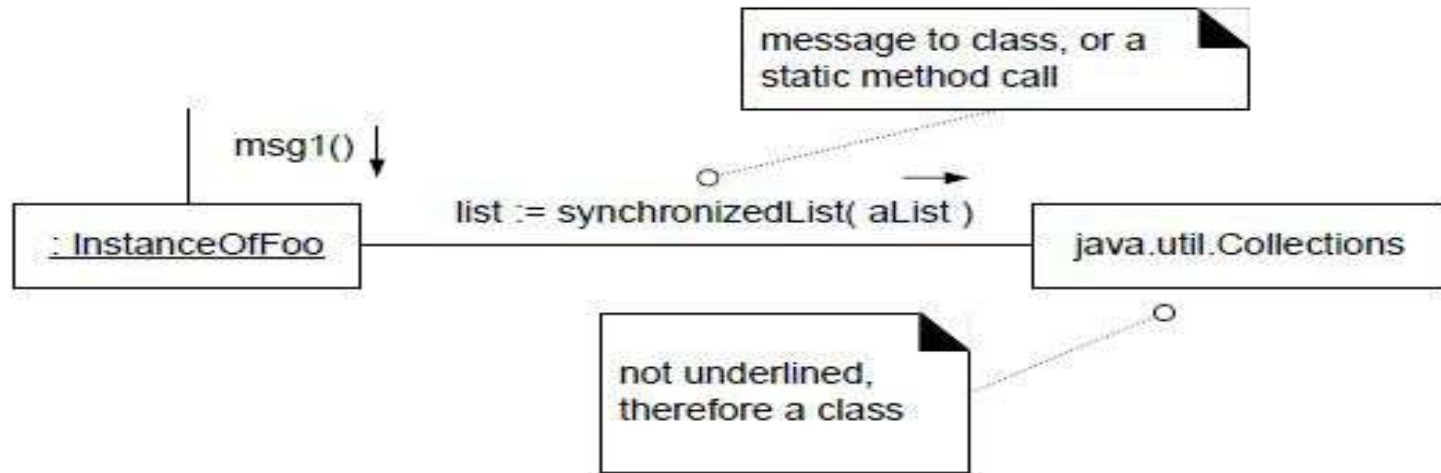 message to class, or a
static method call
msg1()
list := synchronizedList( aList )
: InstanceOfFoo
java.util.Collections
not underlined,
therefore a class